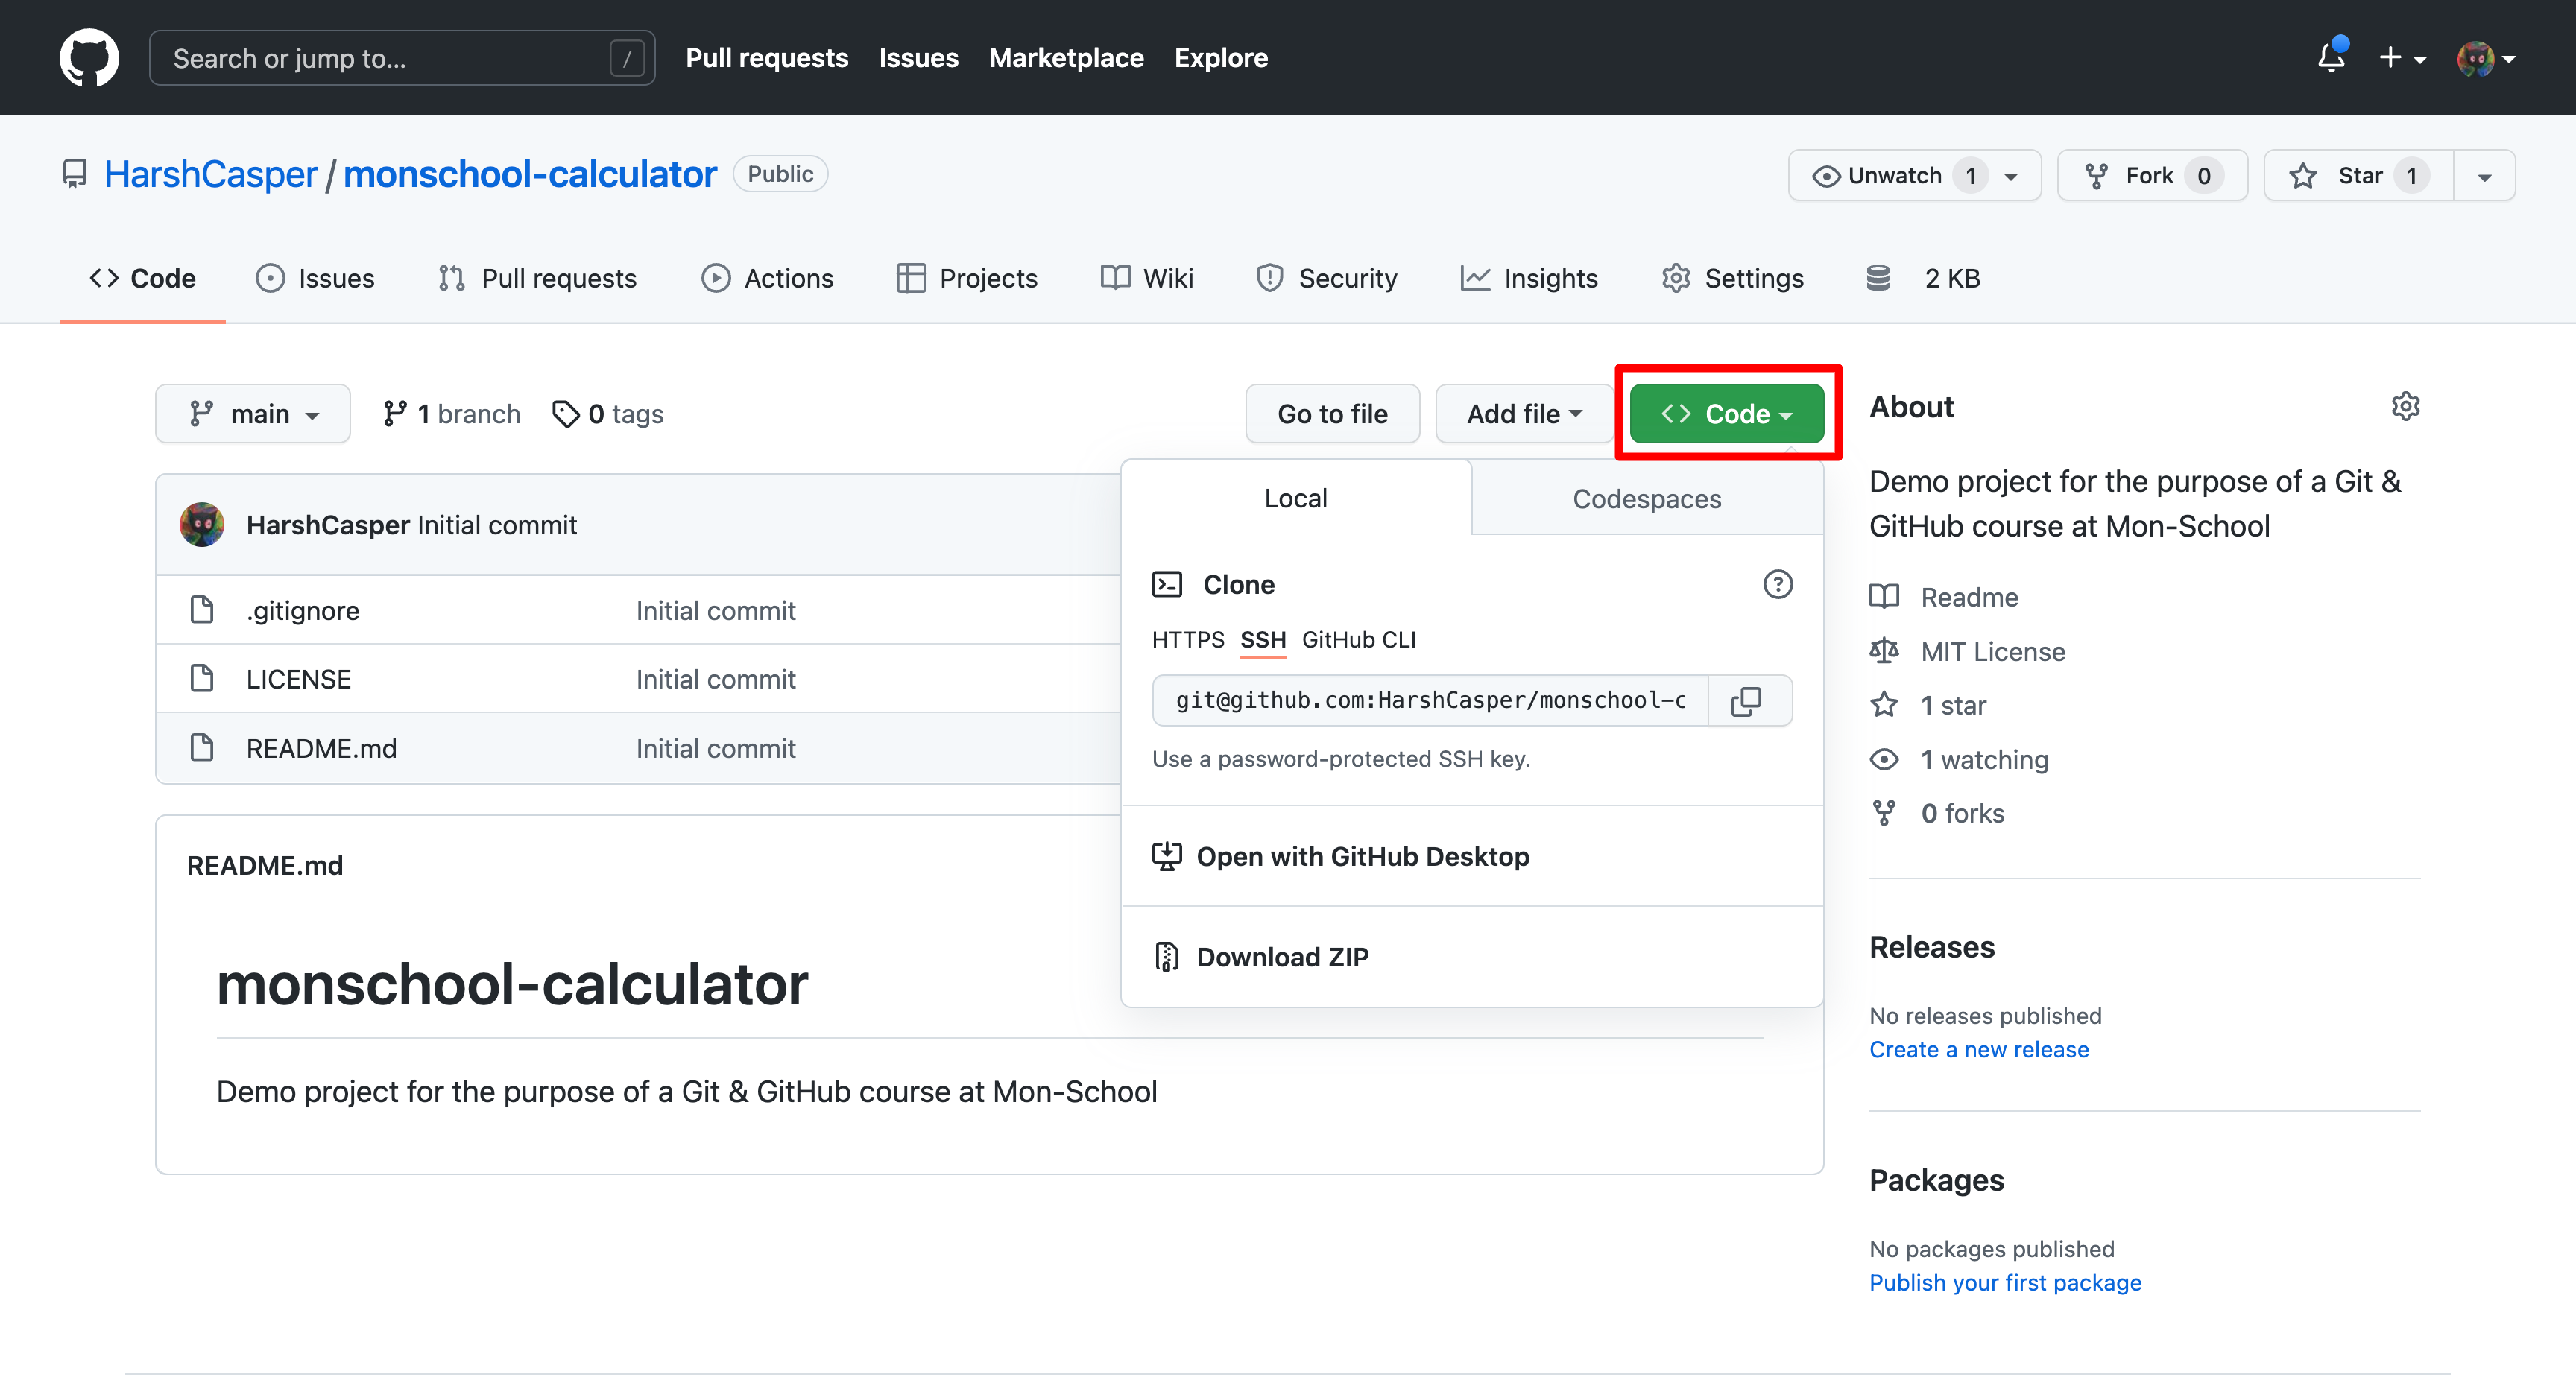 Search or jump to... /
Pull requests Issues Marketplace Explore
HarshCasper / monschool-calculator Public
Unwatch 1 Fork 0 Star 1
Code Issues Pull requests Actions Projects Wiki Security Insights Settings 2 KB
main 1 branch 0 tags
Go to file Add file Code
HarshCasper Initial commit
.gitignore Initial commit
LICENSE Initial commit
README.md Initial commit
Local Codespaces
Clone
HTTPS SSH GitHub CLI
git@github.com:HarshCasper/monschool-c
Use a password-protected SSH key.
Open with GitHub Desktop
Download ZIP
README.md
monschool-calculator
Demo project for the purpose of a Git & GitHub course at Mon-School
About
Demo project for the purpose of a Git &
GitHub course at Mon-School
Readme
MIT License
1 star
1 watching
0 forks
Releases
No releases published
Create a new release
Packages
No packages published
Publish your first package